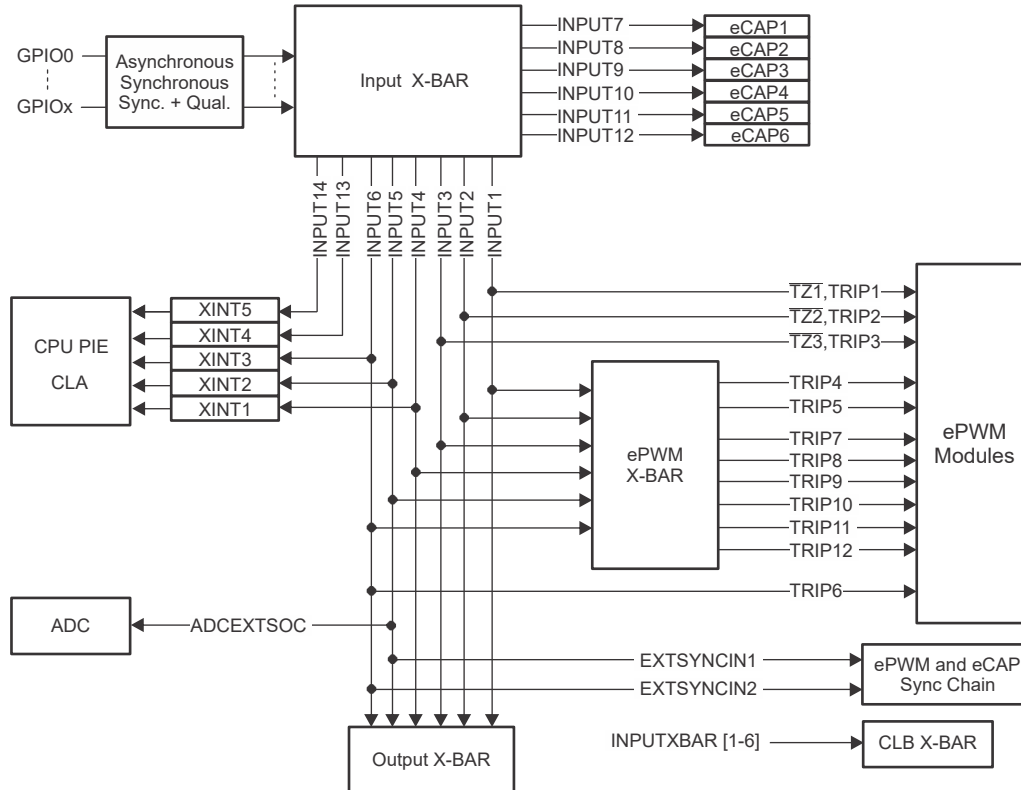 GPIO0
GPIOx
Asynchronous
Synchronous
Sync. + Qual.
Input X-BAR
INPUT7
INPUT8
INPUT9
INPUT10
INPUT11
INPUT12
eCAP1
eCAP2
eCAP3
eCAP4
eCAP5
eCAP6
INPUT14
INPUT13
INPUT6
INPUT5
INPUT4
INPUT3
INPUT2
INPUT1
CPU PIE
CLA
XINT5
XINT4
XINT3
XINT2
XINT1
TZ1,TRIP1
TZ2,TRIP2
TZ3,TRIP3
ePWM
X-BAR
TRIP4
TRIP5
TRIP7
TRIP8
TRIP9
TRIP10
TRIP11
TRIP12
TRIP6
ePWM
Modules
ADC
ADCEXTSOC
EXTSYNCIN1
EXTSYNCIN2
ePWM and eCAP
Sync Chain
INPUTXBAR [1-6]
CLB X-BAR
Output X-BAR